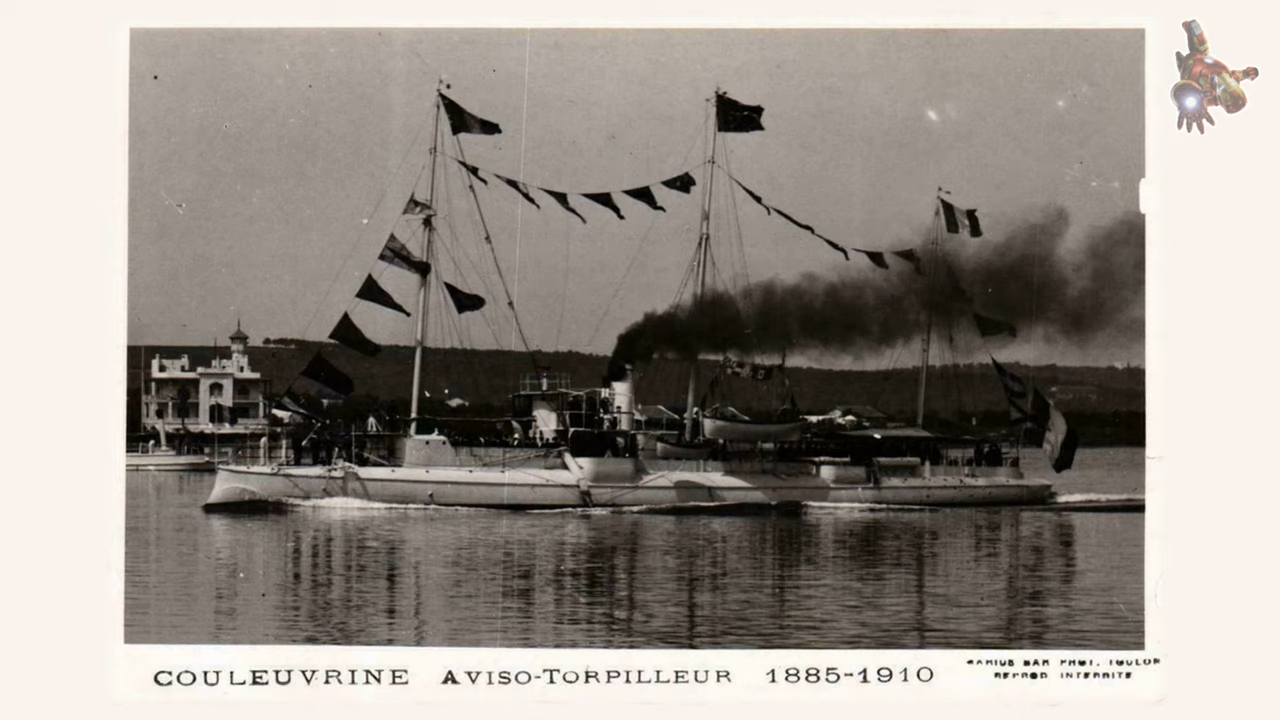 COULEUVRINE AVISO-TORPILLEUR 1885-1910
MARIUS BAR PHOT. TOULON
REPROD INTERDITE